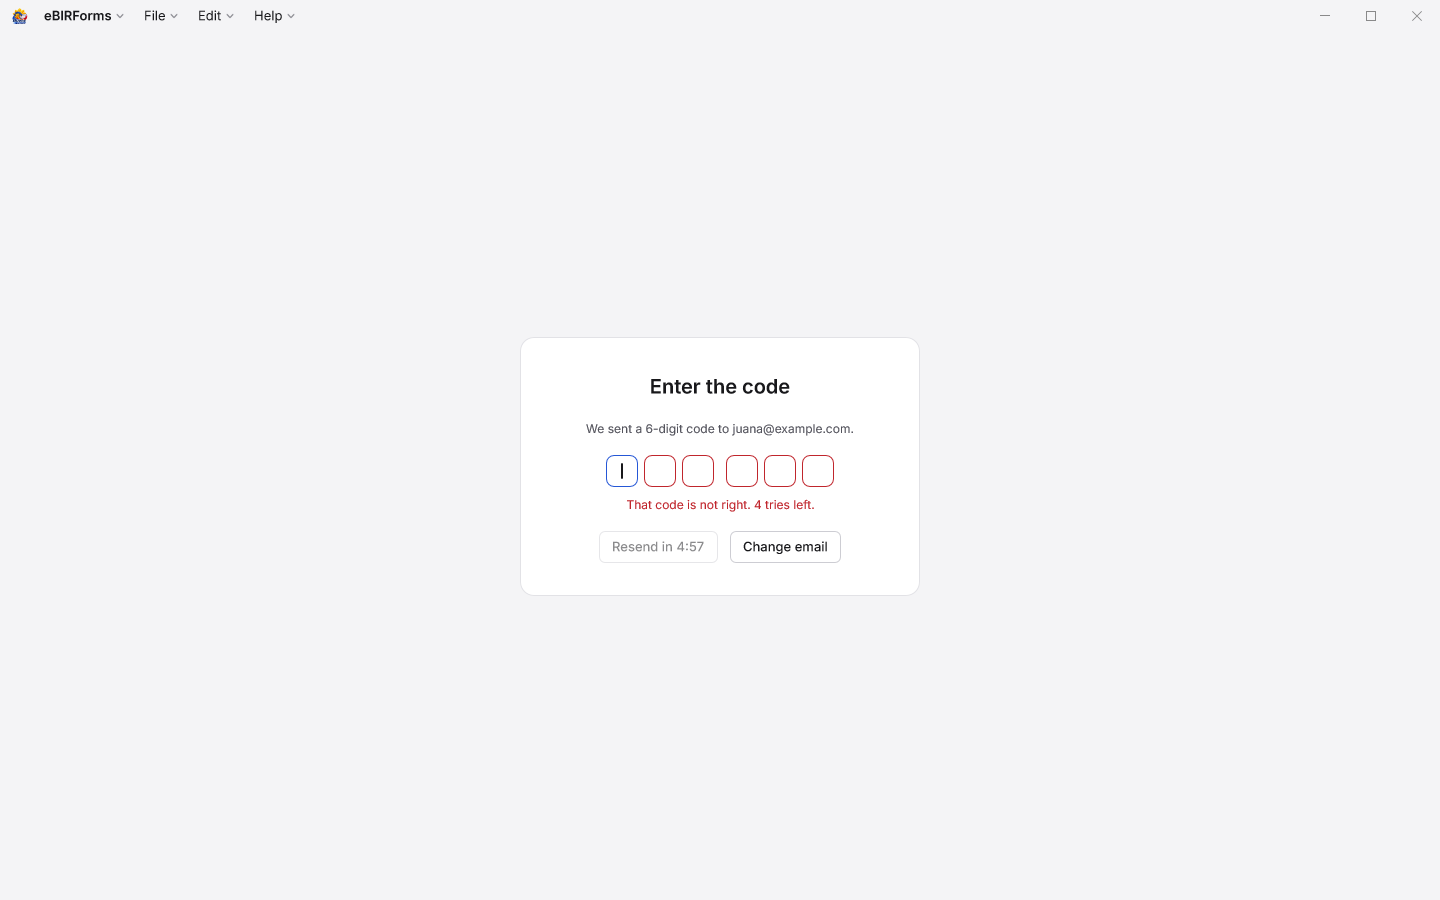 eBIRForms File Edit Help
Enter the code
We sent a 6-digit code to juana@example.com.
That code is not right. 4 tries left.
Resend in 4:57 Change email